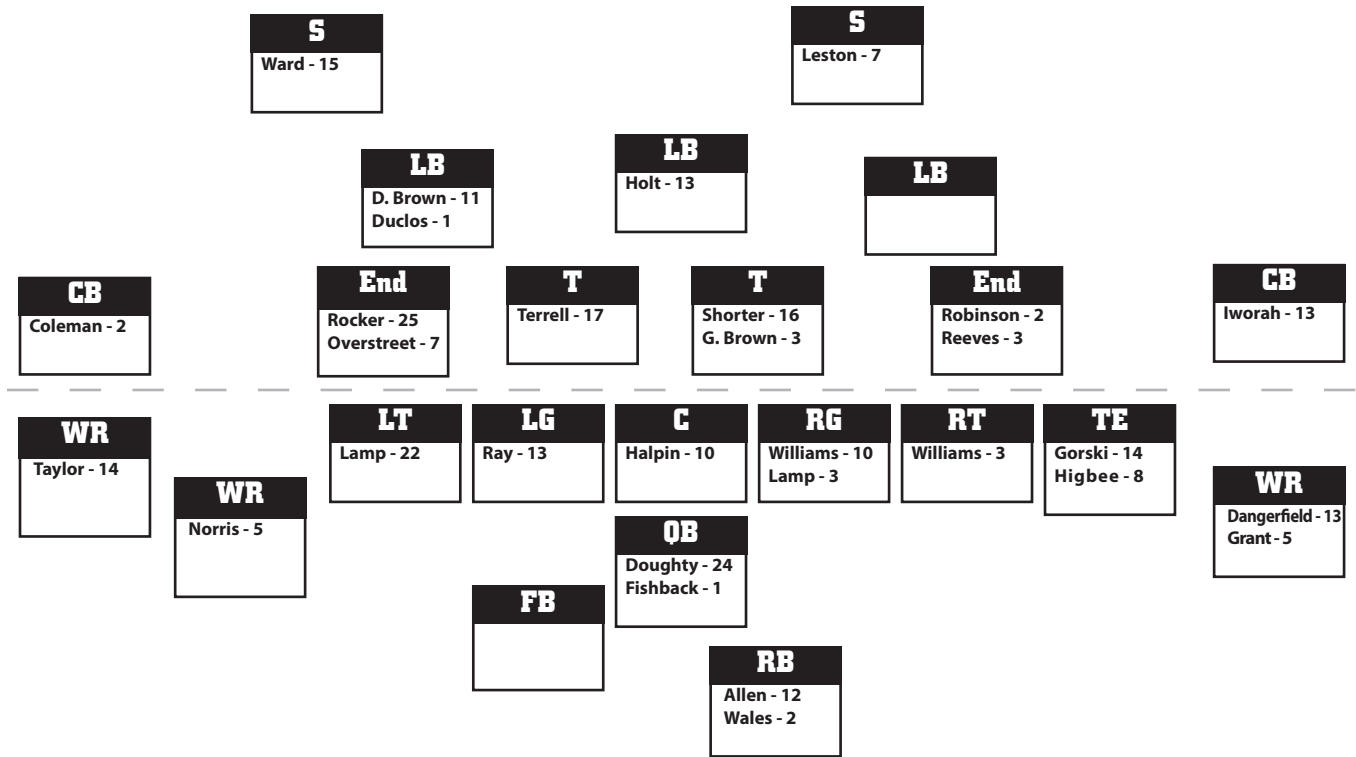 S
Ward - 15
S
Leston - 7
LB
D. Brown - 11
Duclos - 1
LB
Holt - 13
LB
CB
Coleman - 2
End
Rocker - 25
Overstreet - 7
T
Terrell - 17
T
Shorter - 16
G. Brown - 3
End
Robinson - 2
Reeves - 3
CB
Iworah - 13
WR
Taylor - 14
WR
Norris - 5
LT
Lamp - 22
LG
Ray - 13
C
Halpin - 10
RG
Williams - 10
Lamp - 3
RT
Williams - 3
TE
Gorski - 14
Higbee - 8
WR
Dangerfield - 13
Grant - 5
QB
Doughty - 24
Fishback - 1
FB
RB
Allen - 12
Wales - 2